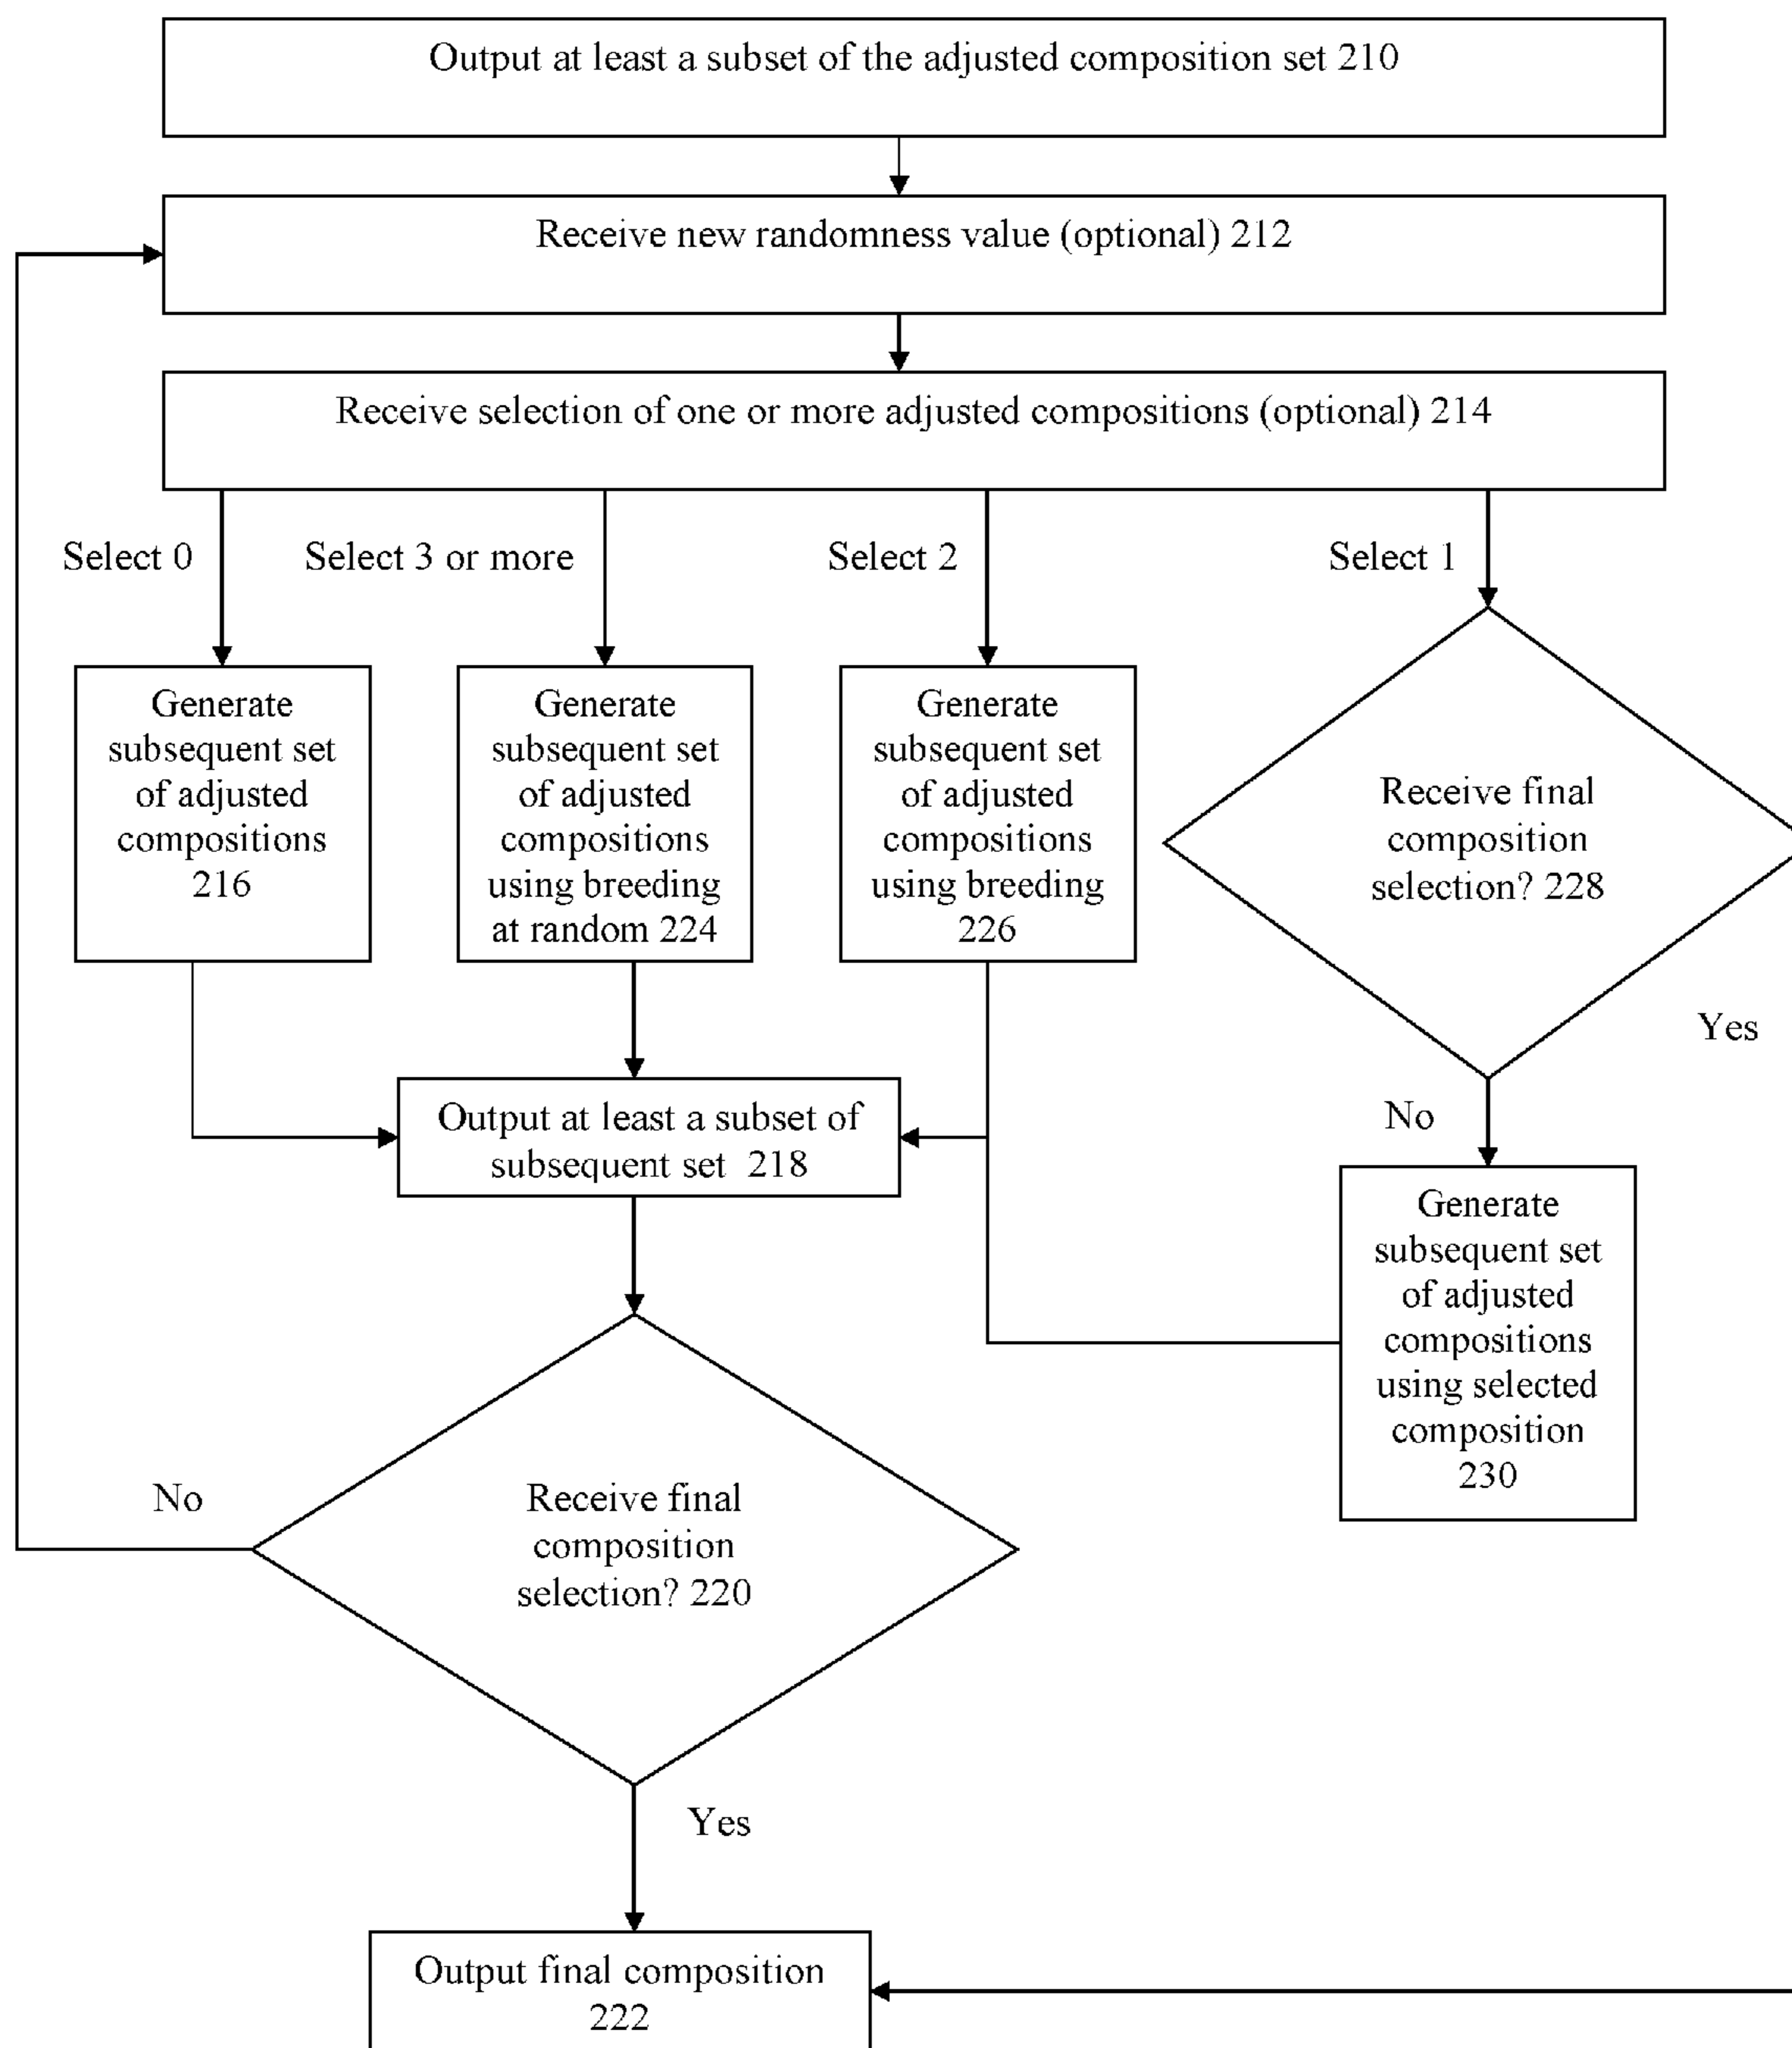 Output at least a subset of the adjusted composition set 210
Receive new randomness value (optional) 212
Receive selection of one or more adjusted compositions (optional) 214
Select 0
Select 3 or more
Select 2
Select 1
Generate
subsequent set
of adjusted
compositions
216
Generate
subsequent set
of adjusted
compositions
using breeding
at random 224
Generate
subsequent set
of adjusted
compositions
using breeding
226
Receive final
composition
selection? 228
Yes
No
Output at least a subset of
subsequent set 218
Generate
subsequent set
of adjusted
compositions
using selected
composition
230
No
Receive final
composition
selection? 220
Yes
Output final composition
222